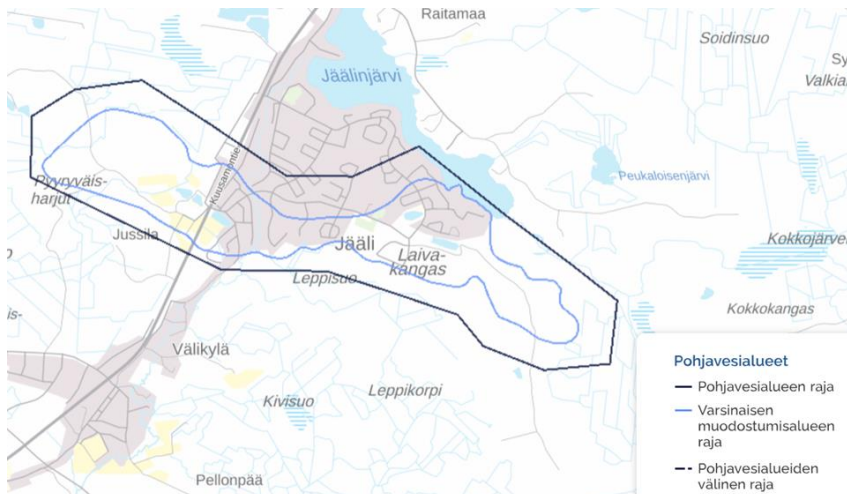 Raitamaa
Soidinsuo
Sy
Valkia
Jäälinjärvi
Kuusamontie
Peukaloisenjärvi
Pyyryväis-
harjut
Jussila
Jääli
Laiva-
kangas
Kokkojärve
Leppisuo
is-
Kokkokangas
Välikylä
Leppikorpi
Kivisuo
Pellonpää
Pohjavesialueet
Pohjavesialueen raja
Varsinaisen
muodostumisalueen
raja
Pohjavesialueiden
välinen raja